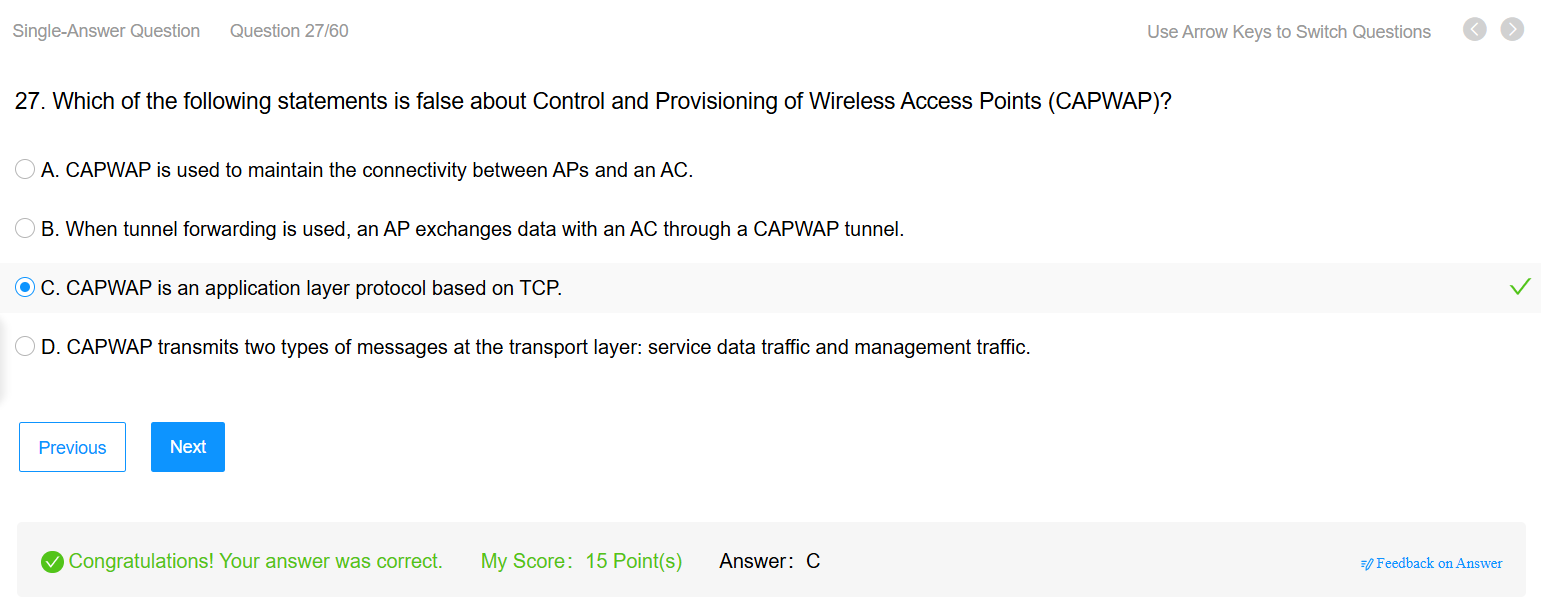 Single-Answer Question Question 27/60 Use Arrow Keys to Switch Questions
27. Which of the following statements is false about Control and Provisioning of Wireless Access Points (CAPWAP)?
A. CAPWAP is used to maintain the connectivity between APs and an AC.
B. When tunnel forwarding is used, an AP exchanges data with an AC through a CAPWAP tunnel.
C. CAPWAP is an application layer protocol based on TCP.
D. CAPWAP transmits two types of messages at the transport layer: service data traffic and management traffic.
Previous Next
Congratulations! Your answer was correct. My Score: 15 Point(s) Answer: C Feedback on Answer